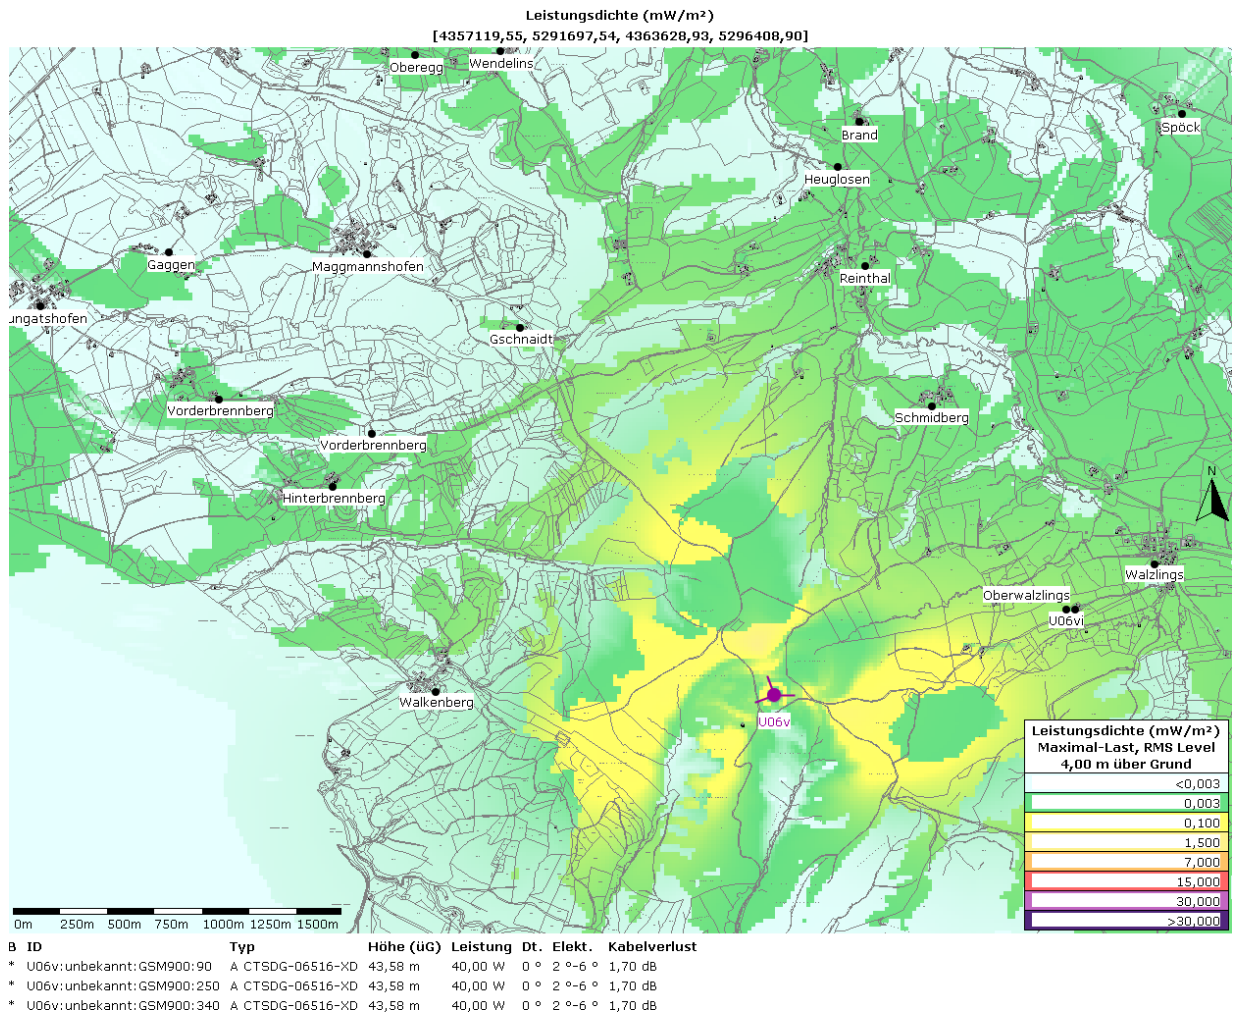 Leistungsdichte (mW/m²)
[4357119,55, 5291697,54, 4363628,93, 5296408,90]
Oberegg
Wendelins
Brand
Spöck
Heuglosen
Gaggen
Maggmannshofen
Reinthal
ungatshofen
Gschnaidt
Vorderbrennberg
Schmidberg
Vorderbrennberg
Hinterbrennberg
N
Walzlings
Oberwalzlings
U06vi
Walkenberg
U06v
Leistungsdichte (mW/m²)
Maximal-Last, RMS Level
4,00 m über Grund
<0,003
0,003
0,100
1,500
7,000
15,000
30,000
>30,000
0m 250m 500m 750m 1000m 1250m 1500m
B ID Typ Höhe (üG) Leistung Dt. Elekt. Kabelverlust
* U06v:unbekannt:GSM900:90 A CTSDG-06516-XD 43,58 m 40,00 W 0 ° 2 °-6 ° 1,70 dB
* U06v:unbekannt:GSM900:250 A CTSDG-06516-XD 43,58 m 40,00 W 0 ° 2 °-6 ° 1,70 dB
* U06v:unbekannt:GSM900:340 A CTSDG-06516-XD 43,58 m 40,00 W 0 ° 2 °-6 ° 1,70 dB